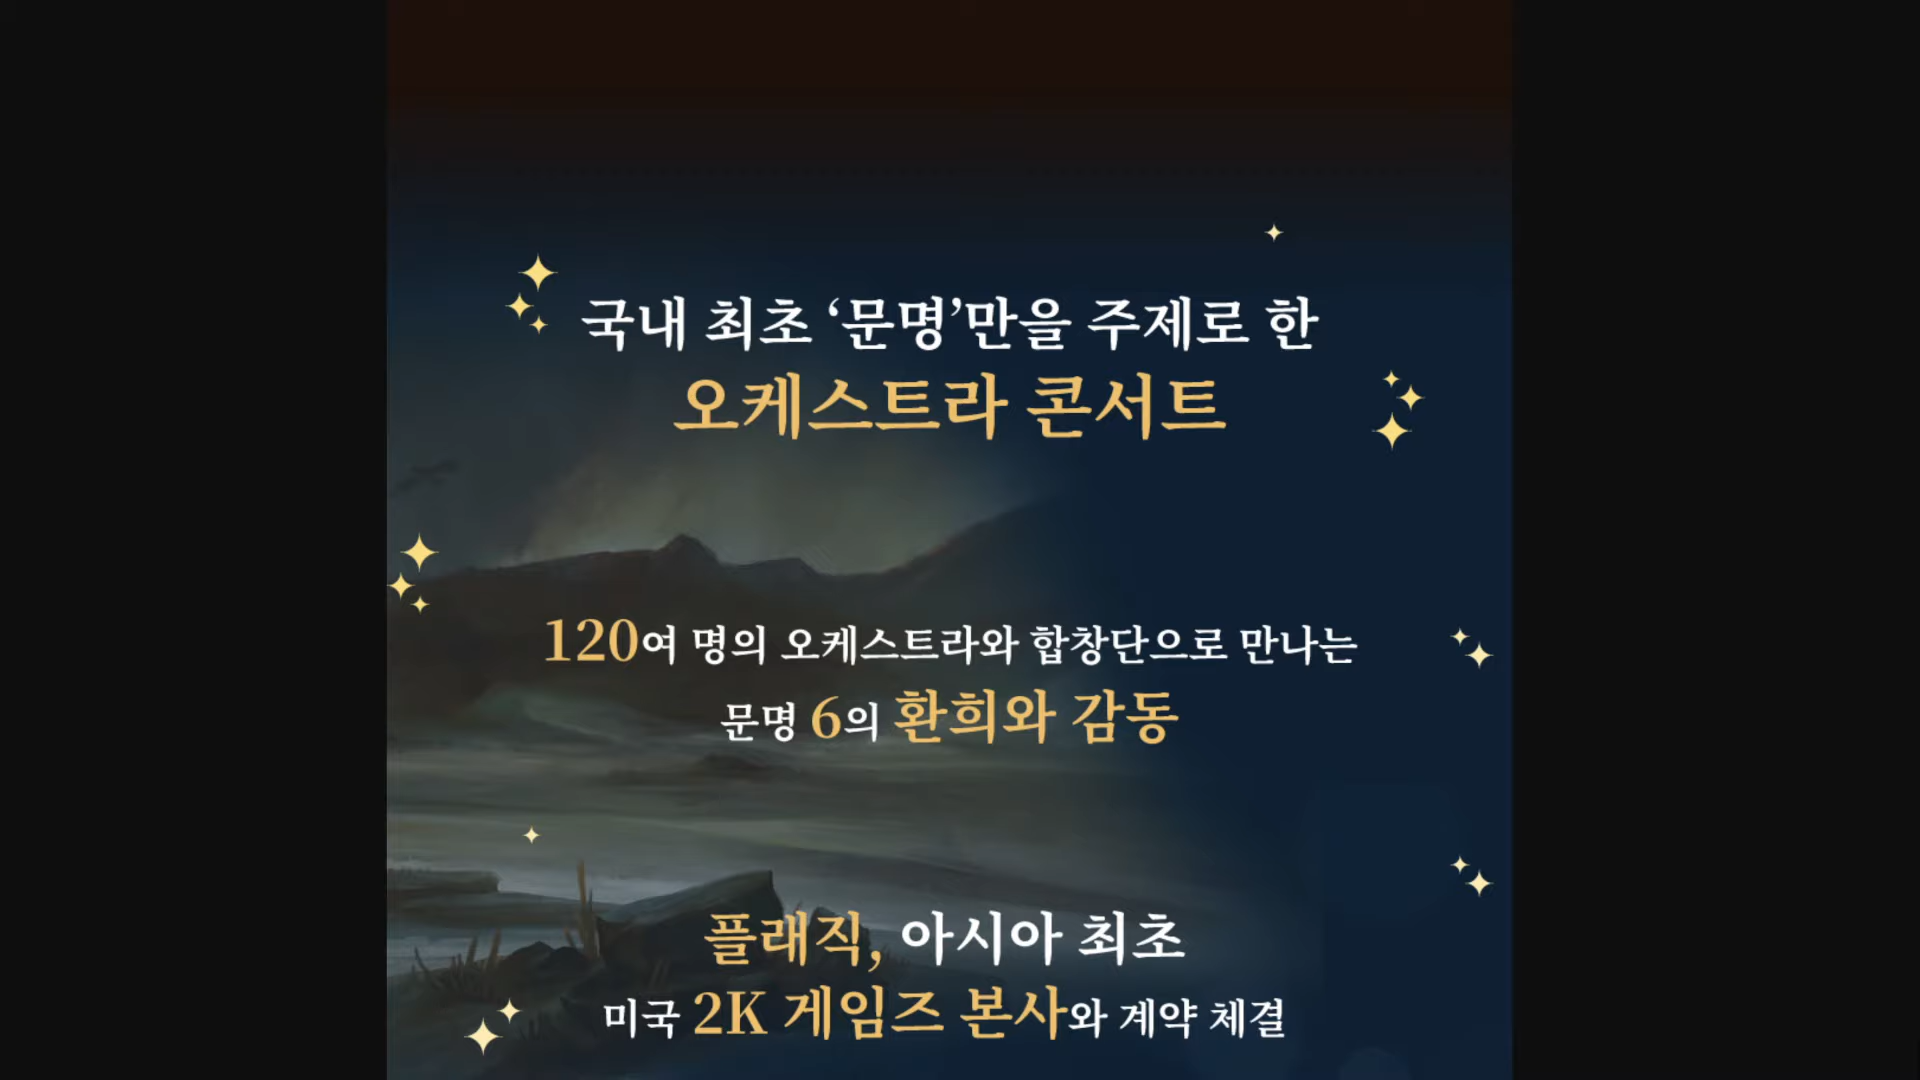 국내 최초 ‘문명’만을 주제로 한
오케스트라 콘서트
120여 명의 오케스트라와 합창단으로 만나는
문명 6의 환희와 감동
플래직, 아시아 최초
미국 2K 게임즈 본사와 계약 체결